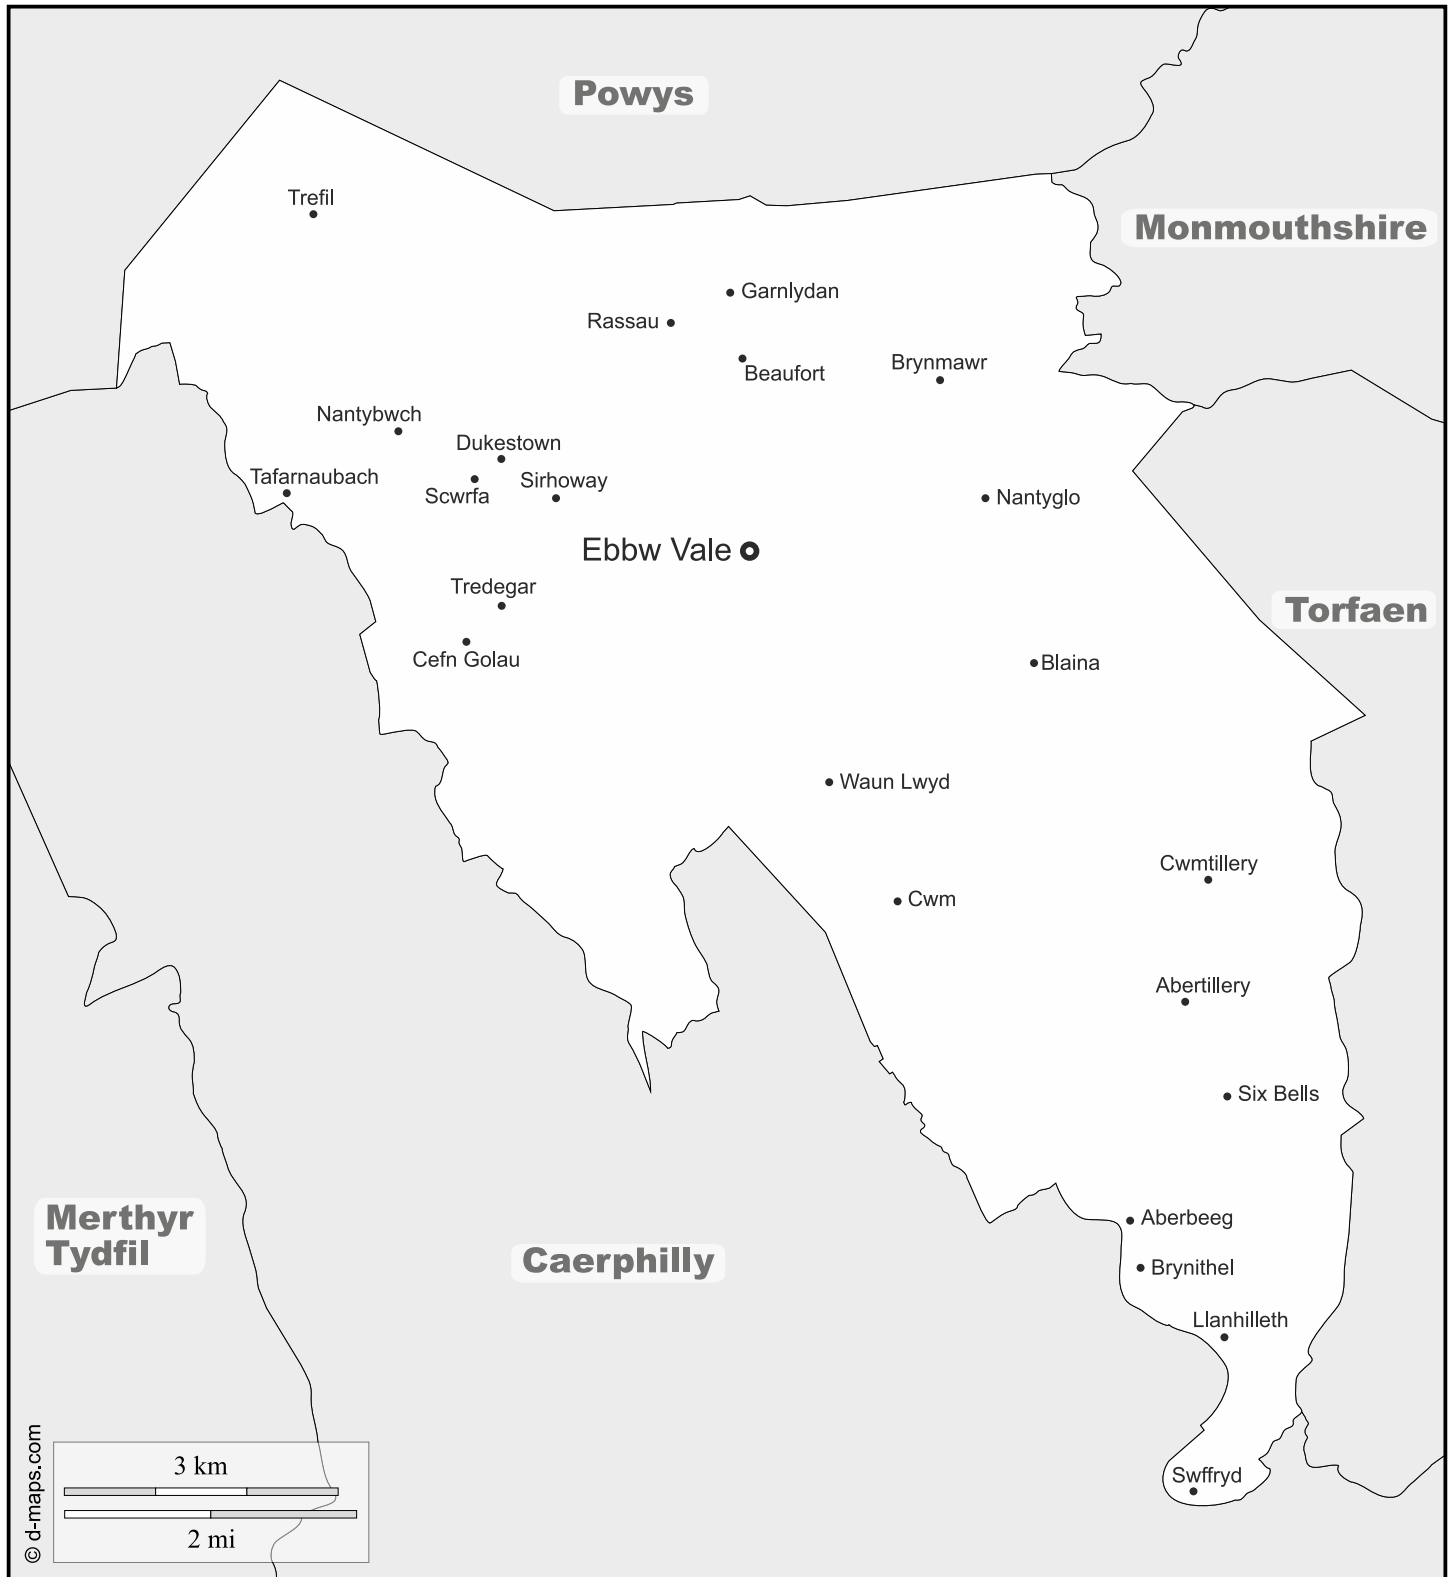 Powys
Trefil
Monmouthshire
Garnlydan
Rassau
Beaufort
Brynmawr
Nantybwch
Dukestown
Tafarnaubach
Scwrfa
Sirhoway
Nantyglo
Ebbw Vale
Tredegar
Torfaen
Cefn Golau
Blaina
Waun Lwyd
Cwmtillery
Cwm
Abertillery
Six Bells
Merthyr
Tydfil
Aberbeeg
Caerphilly
Brynithel
Llanhilleth
Swffryd
3 km
2 mi
© d-maps.com